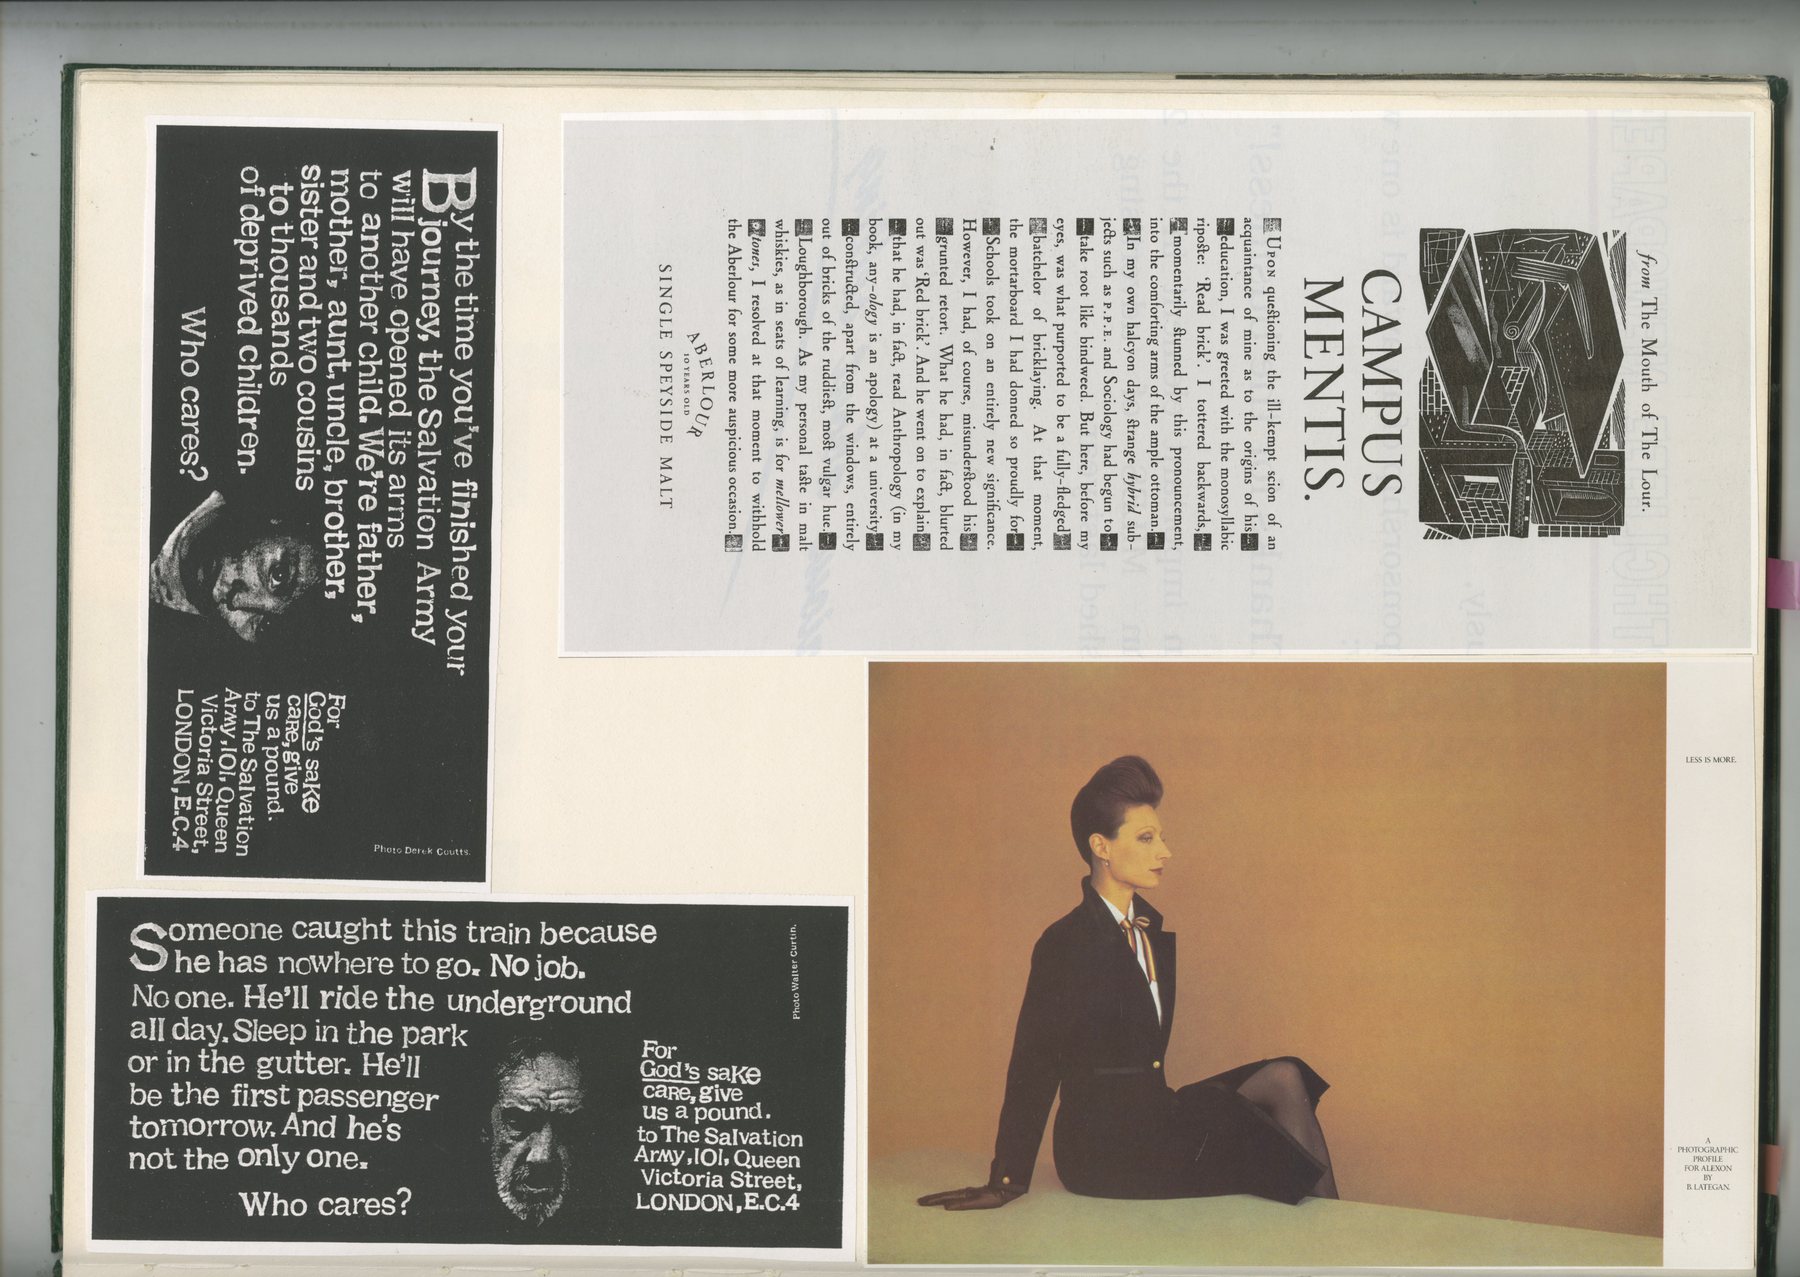 By the time you've finished your
journey, the Salvation Army
will have opened its arms
to another child. We're father,
mother, aunt, uncle, brother,
sister and two cousins
to thousands
of deprived children.
Who cares?
For
God's sake
care, give
us a pound.
to The Salvation
Army, 101, Queen
Victoria Street,
LONDON, E.C.4
Photo Derek Coutts.
from The Mouth of The Lour.
CAMPUS
MENTIS.
UPON questioning the ill-kempt scion of an
acquaintance of mine as to the origins of his
education, I was greeted with the monosyllabic
riposte: 'Read brick'. I tottered backwards,
momentarily stunned by this pronouncement,
into the comforting arms of the ample ottoman.
In my own halcyon days, strange hybrid sub-
jects such as P.P.E. and Sociology had begun to
take root like bindweed. But here, before my
eyes, was what purported to be a fully-fledged
batchelor of bricklaying. At that moment,
the mortarboard I had donned so proudly for
Schools took on an entirely new significance.
However, I had, of course, misunderstood his
grunted retort. What he had, in fact, blurted
out was 'Red brick'. And he went on to explain
that he had, in fact, read Anthropology (in my
book, any-ology is an apology) at a university
constructed, apart from the windows, entirely
out of bricks of the ruddiest, most vulgar hue.
Loughborough. As my personal taste in malt
whiskies, as in seats of learning, is for mellower
tones, I resolved at that moment to withhold
the Aberlour for some more auspicious occasion.
ABERLOUR
10 YEARS OLD
SINGLE SPEYSIDE MALT
Someone caught this train because
he has nowhere to go. No job.
No one. He'll ride the underground
all day. Sleep in the park
or in the gutter. He'll
be the first passenger
tomorrow. And he's
not the only one.
Who cares?
For
God's sake
care, give
us a pound.
to The Salvation
Army, 101, Queen
Victoria Street,
LONDON, E.C.4
Photo Walter Curtin.
LESS IS MORE.
A
PHOTOGRAPHIC
PROFILE
FOR ALEXON
BY
B. LATEGAN.